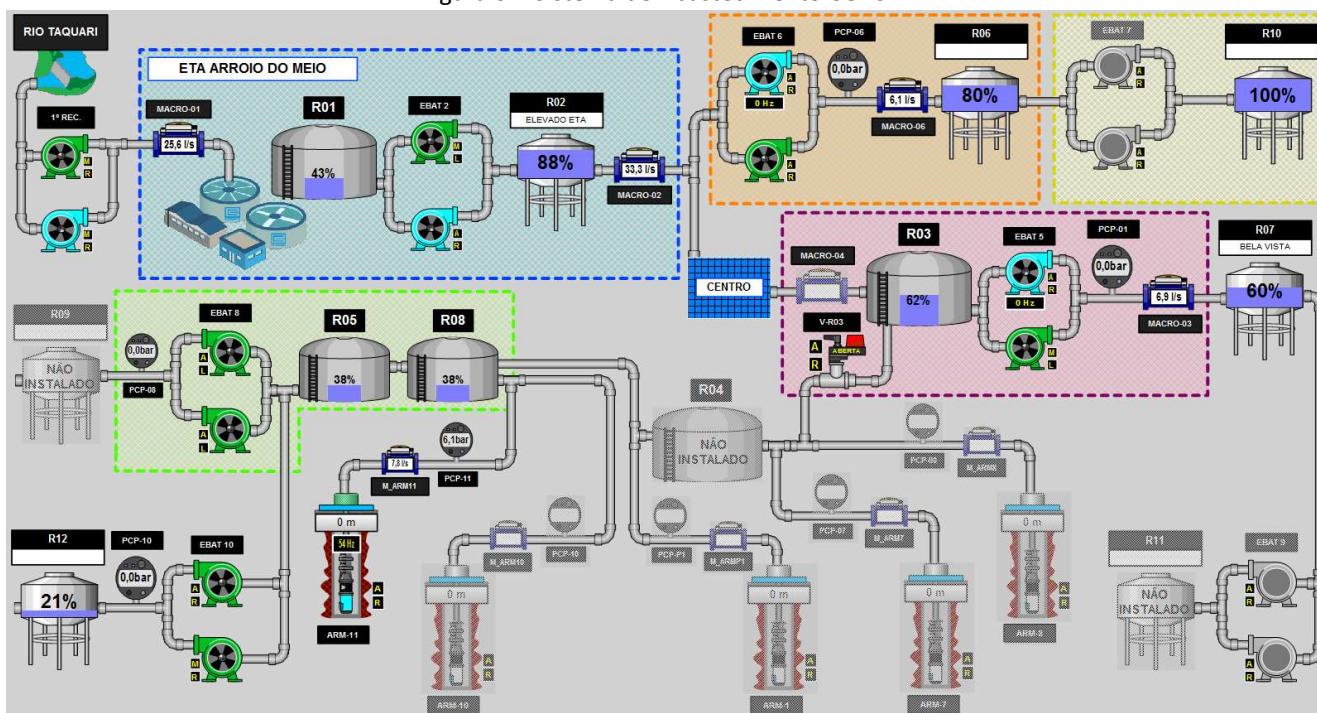 RIO TAQUARI
1º REC.
M
R
M
R
MACRO-01
25,6 l/s
ETA ARROIO DO MEIO
R01
43%
EBAT 2
M
L
A
R
R02
ELEVADO ETA
88%
33,3 l/s
MACRO-02
EBAT 6
A
R
0 Hz
A
R
PCP-06
0,0bar
6,1 l/s
MACRO-06
R06
80%
EBAT 7
A
R
A
R
R10
100%
CENTRO
MACRO-04
R03
62%
V-R03
A
R
ABERTA
EBAT 5
A
R
0 Hz
M
L
PCP-01
0,0bar
6,9 l/s
MACRO-03
R07
BELA VISTA
60%
R09
NÃO
INSTALADO
0,0bar
PCP-08
EBAT 8
A
L
A
L
R05
38%
R08
38%
7,8 l/s
M_ARM11
6,1bar
PCP-11
0 m
54 Hz
A
R
ARM-11
R12
21%
PCP-10
0,0bar
EBAT 10
A
R
M
R
M_ARM10
PCP-10
0 m
A
R
ARM-10
R04
NÃO
INSTALADO
PCP-P1
M_ARMP1
0 m
A
R
ARM-1
PCP-07
M_ARM7
0 m
A
R
ARM-7
0 m
A
R
R11
NÃO
INSTALADO
EBAT 9
A
R
A
R